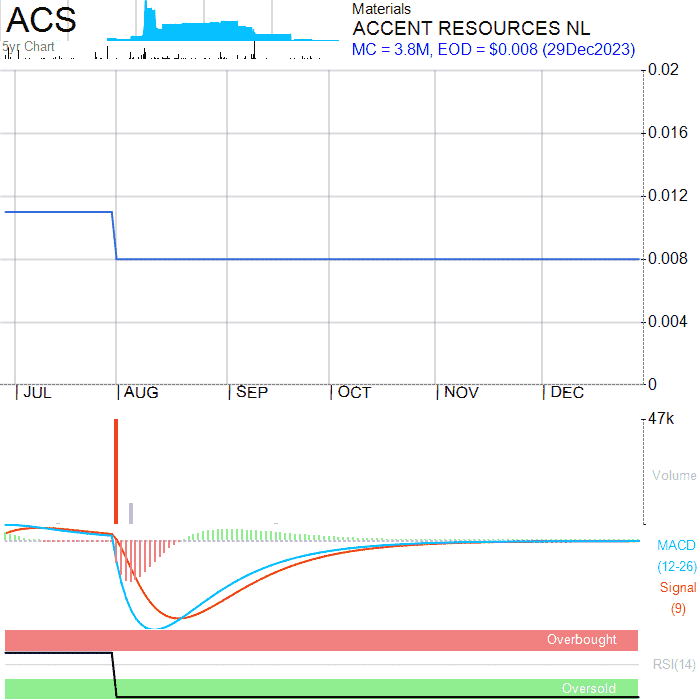 ACS
5yr Chart
Materials
ACCENT RESOURCES NL
MC = 3.8M, EOD = $0.008 (29Dec2023)
0.02
0.016
0.012
0.008
0.004
0
JUL AUG SEP OCT NOV DEC
47k
Volume
MACD
(12-26)
Signal
(9)
Overbought
RSI(14)
Oversold